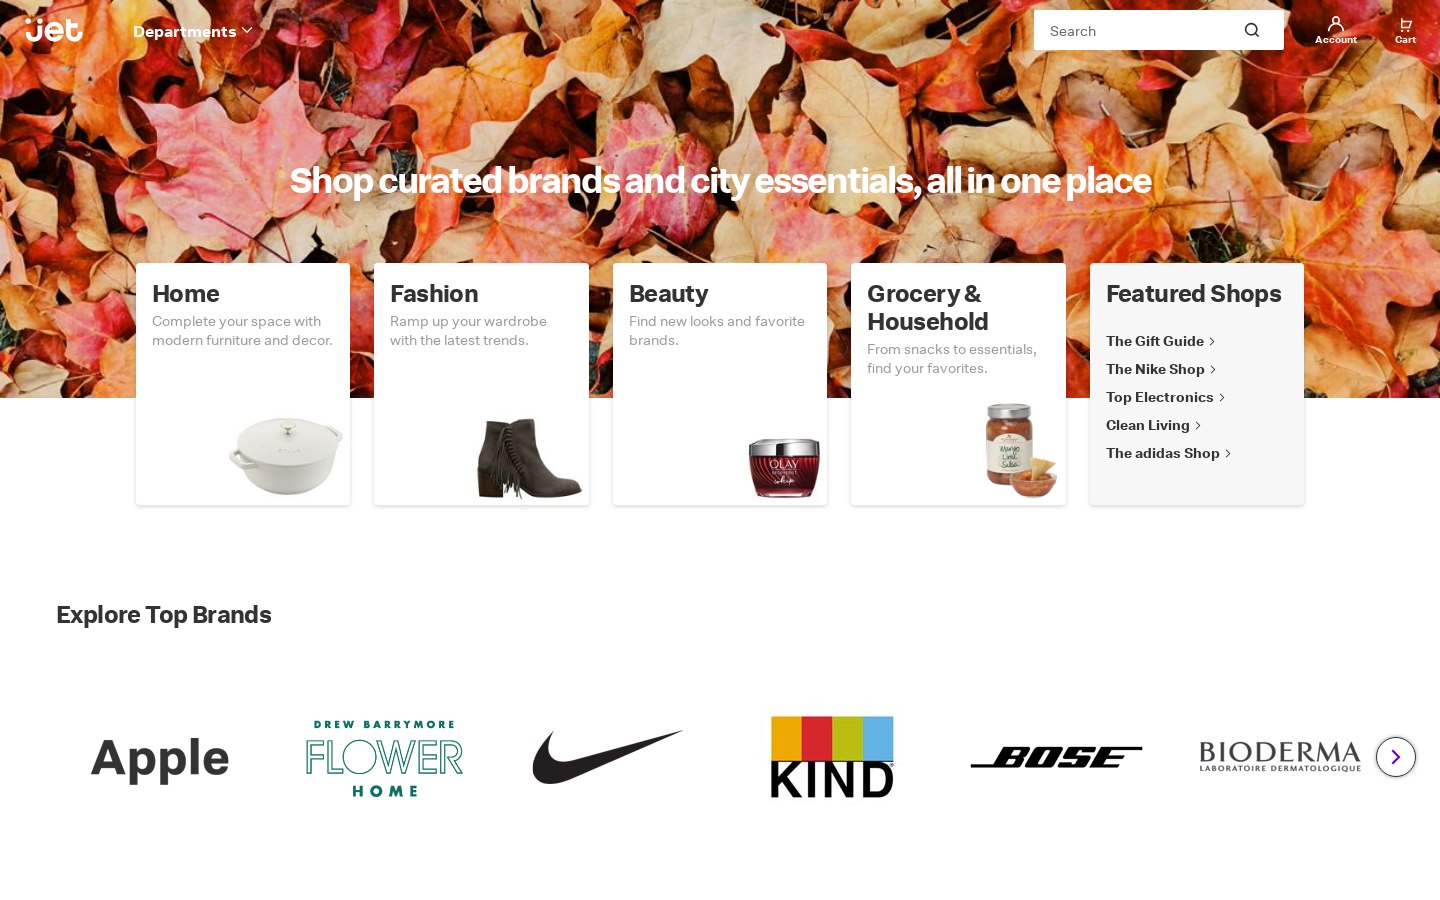 jet
Departments
Search
Account
Cart
Shop curated brands and city essentials, all in one place
Home
Complete your space with
modern furniture and decor.
Fashion
Ramp up your wardrobe
with the latest trends.
Beauty
Find new looks and favorite
brands.
OLAY
whip
Grocery &
Household
From snacks to essentials,
find your favorites.
Mango
Lime
Salsa
Featured Shops
The Gift Guide
The Nike Shop
Top Electronics
Clean Living
The adidas Shop
Explore Top Brands
Apple
DREW BARRYMORE
FLOWER
HOME
KIND
BOSE
BIODERMA
LABORATOIRE DERMATOLOGIQUE